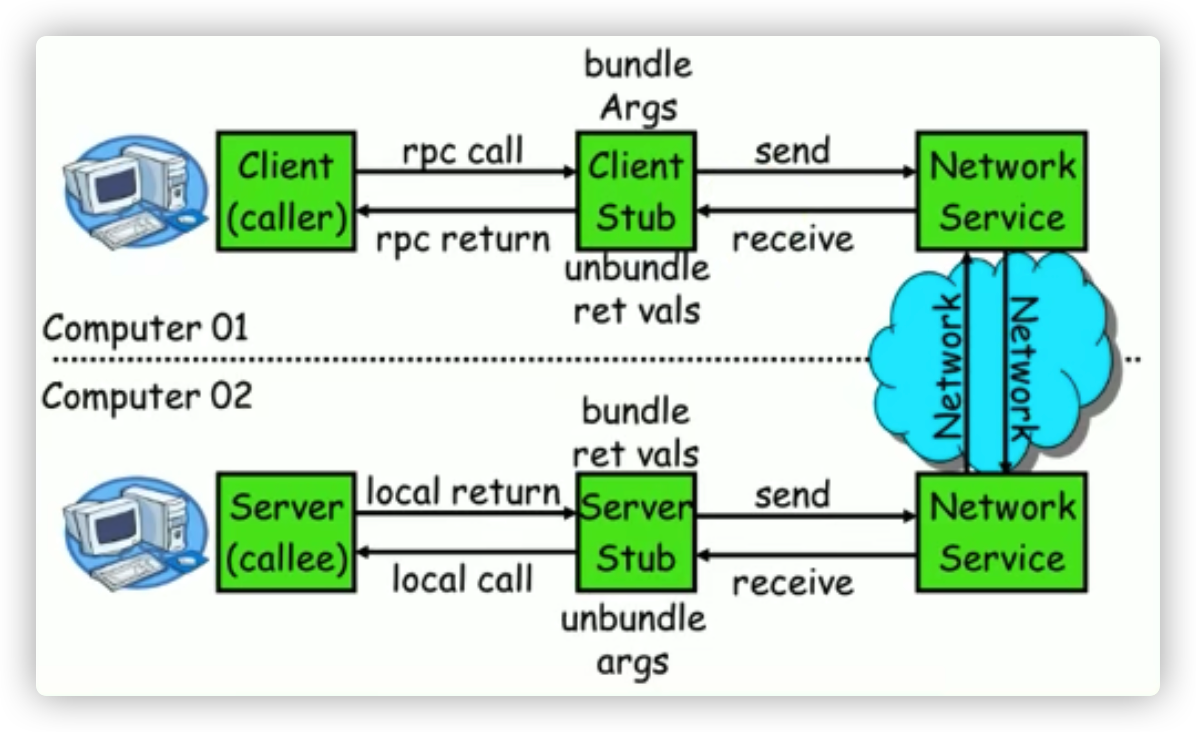 bundle
Args
Client
(caller)
rpc call
rpc return
Client
Stub
send
receive
Network
Service
unbundle
ret vals
Computer 01
Network
Network
Computer 02
bundle
ret vals
Server
(callee)
local return
local call
Server
Stub
send
receive
Network
Service
unbundle
args